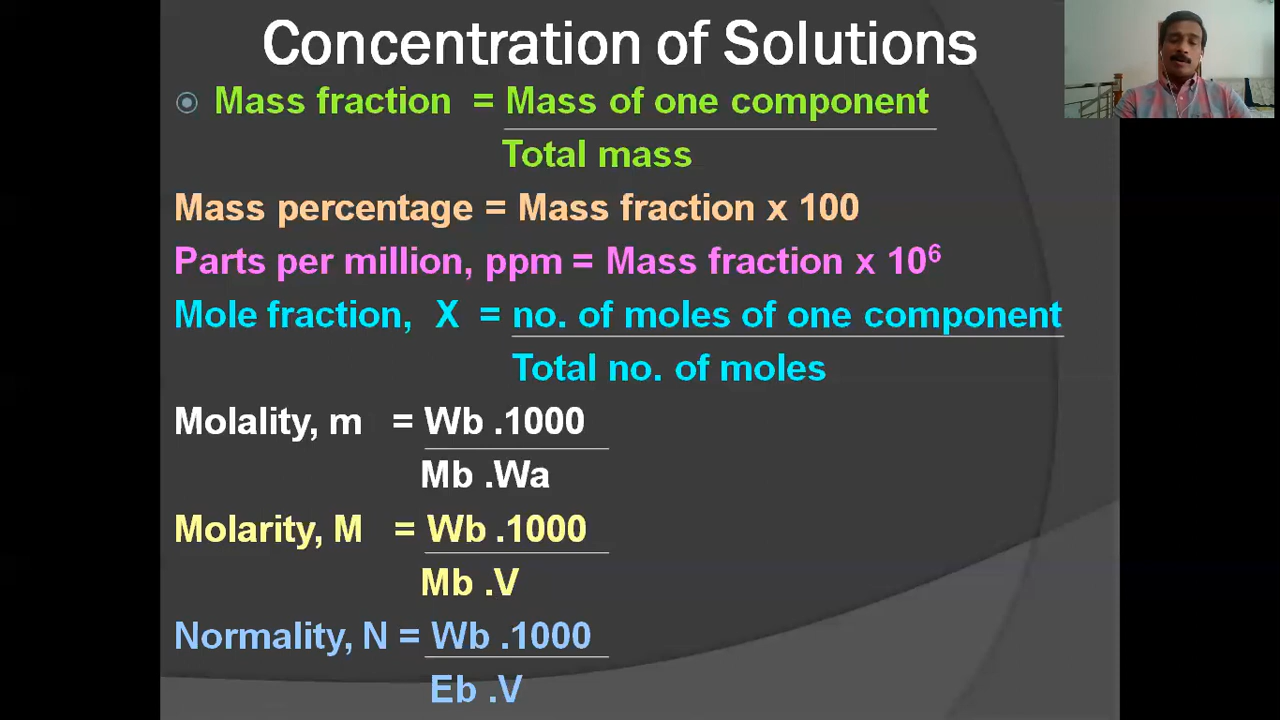 Concentration of Solutions
Mass fraction = Mass of one component
Total mass
Mass percentage = Mass fraction x 100
Parts per million, ppm = Mass fraction x 10⁶
Mole fraction, X = no. of moles of one component
Total no. of moles
Molality, m = Wb .1000
Mb .Wa
Molarity, M = Wb .1000
Mb .V
Normality, N = Wb .1000
Eb .V